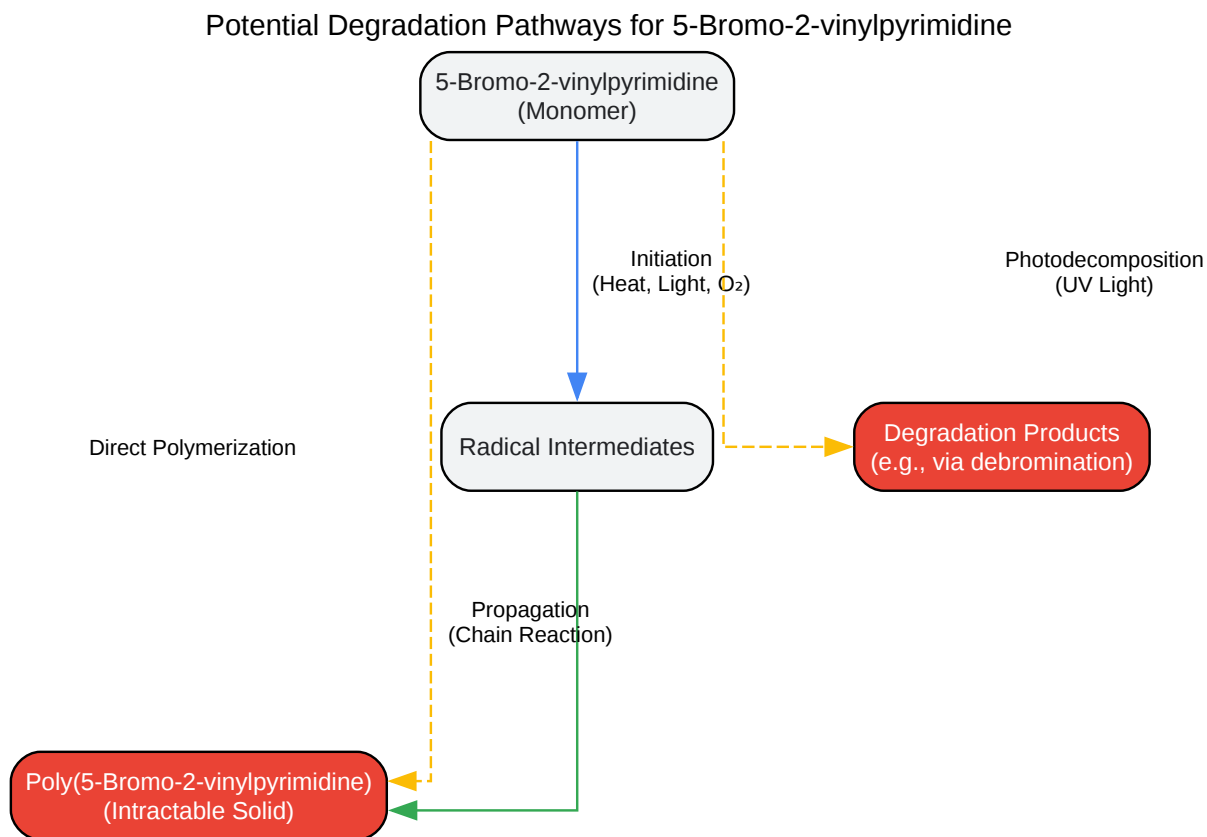 Potential Degradation Pathways for 5-Bromo-2-vinylpyrimidine
5-Bromo-2-vinylpyrimidine
(Monomer)
Initiation
(Heat, Light, O₂)
Photodecomposition
(UV Light)
Direct Polymerization
Radical Intermediates
Degradation Products
(e.g., via debromination)
Propagation
(Chain Reaction)
Poly(5-Bromo-2-vinylpyrimidine)
(Intractable Solid)